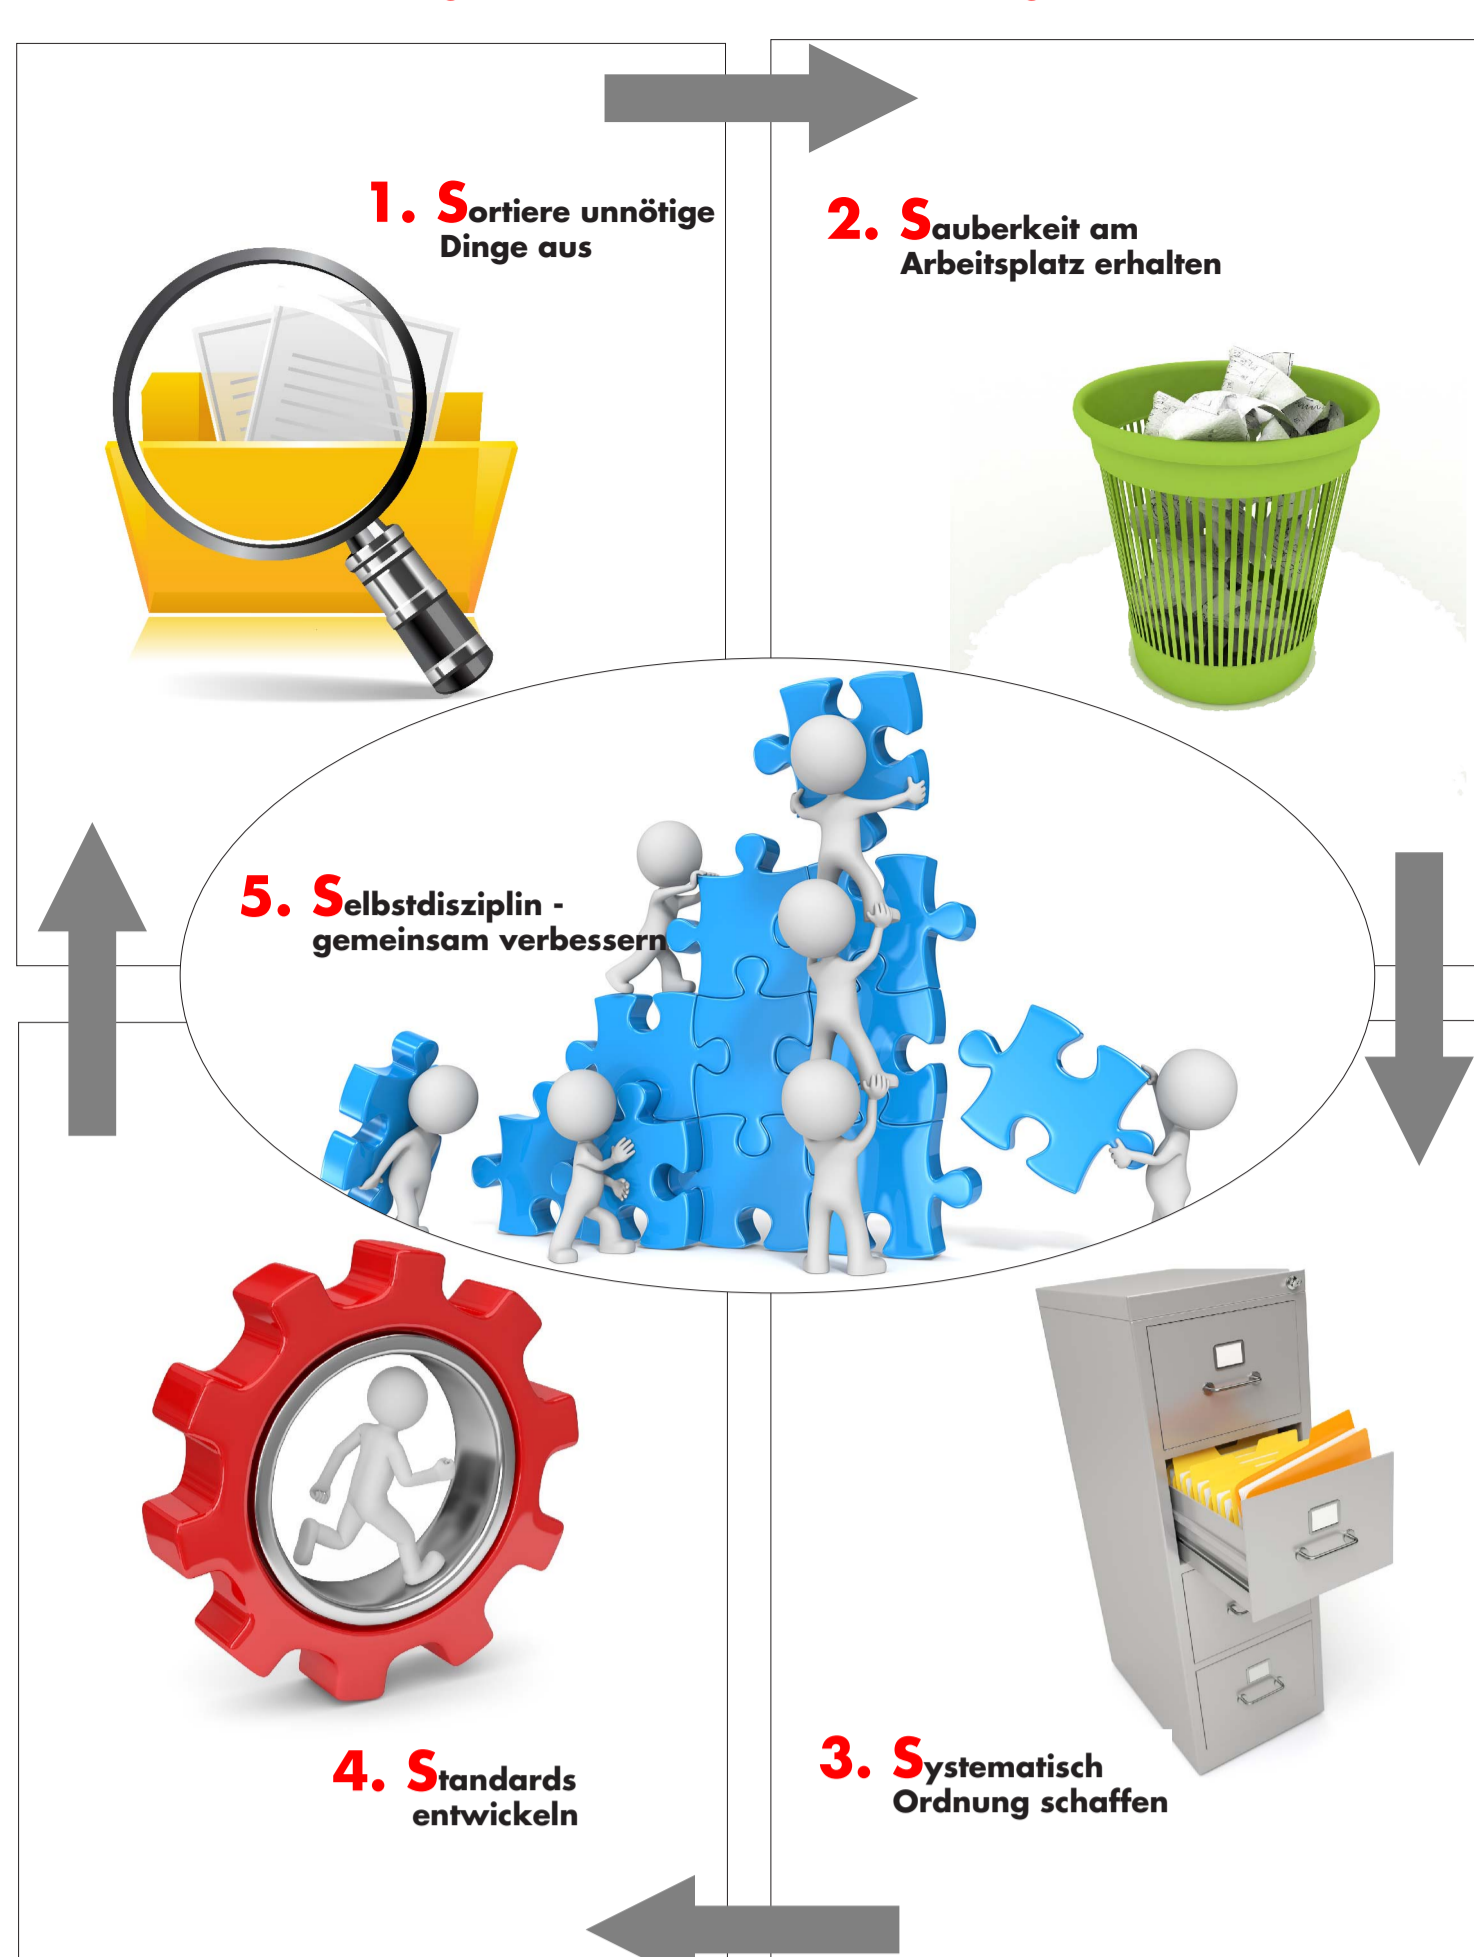 1. Sortiere unnötige
Dinge aus
2. Sauberkeit am
Arbeitsplatz erhalten
5. Selbstdisziplin -
gemeinsam verbessern
4. Standards
entwickeln
3. Systematisch
Ordnung schaffen